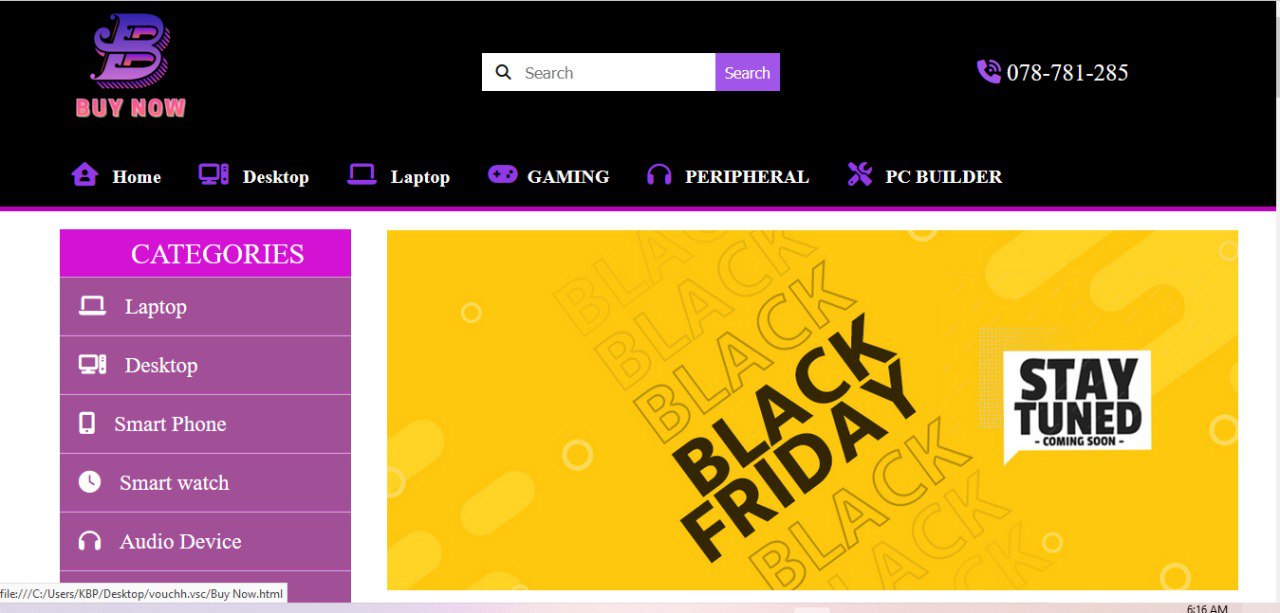 B
BUY NOW
Search
Search
078-781-285
Home
Desktop
Laptop
GAMING
PERIPHERAL
PC BUILDER
CATEGORIES
Laptop
Desktop
Smart Phone
Smart watch
Audio Device
BLACK
BLACK
BLACK
BLACK
FRIDAY
BLACK
BLACK
BLACK
STAY
TUNED
- COMING SOON -
file:///C:/Users/KBP/Desktop/vouchh.vsc/Buy Now.html
6:16 AM